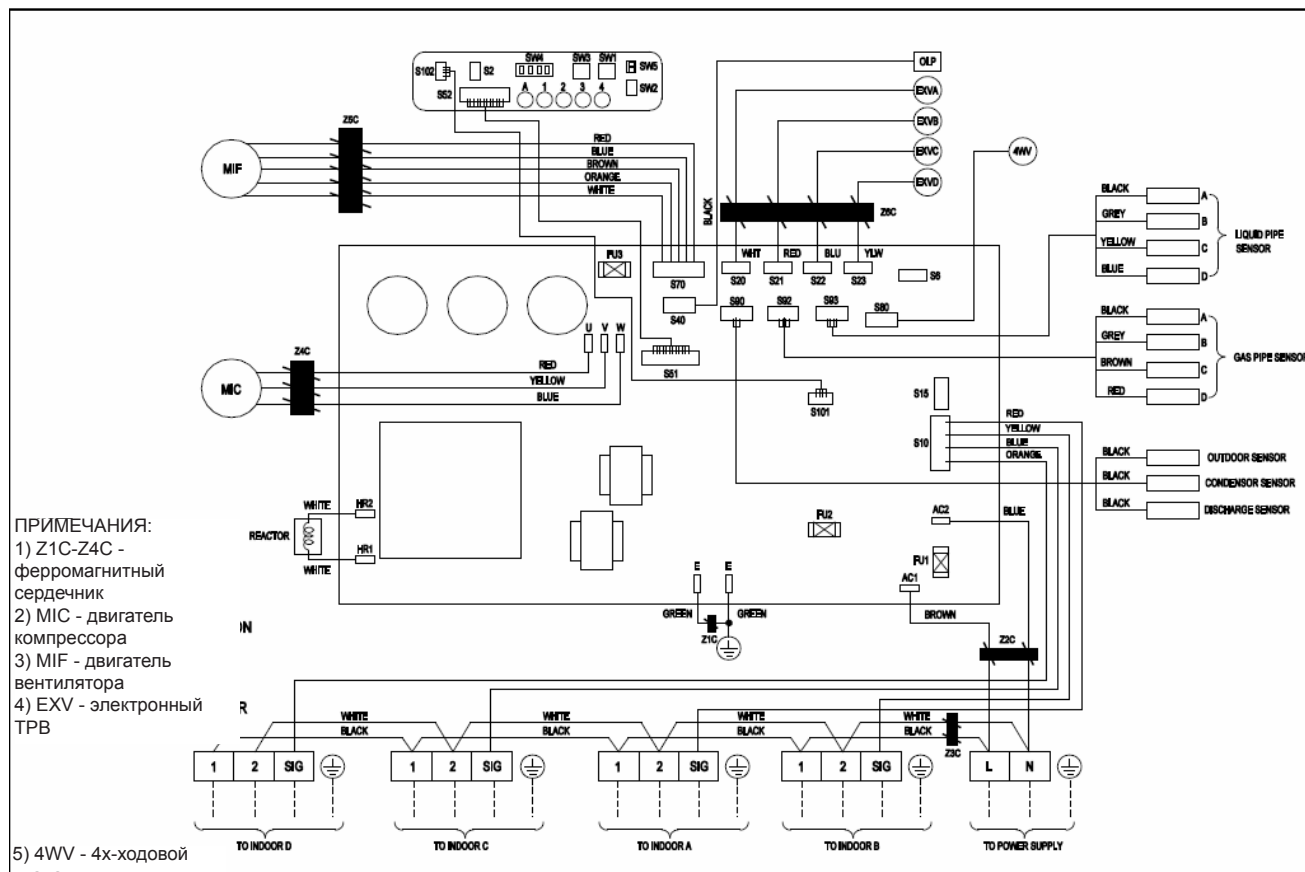 SW4
SW3
SW1
S102
S2
SW5
S52
A
1
2
3
4
SW2
OLP
EXVA
EXVB
EXVC
EXVD
4WV
Z5C
MIF
RED
BLUE
BROWN
ORANGE
WHITE
BLACK
Z6C
WHT
RED
BLU
YLW
FU3
S70
S20
S21
S22
S23
S6
S40
S90
S92
S93
S80
BLACK
A
GREY
B
YELLOW
C
BLUE
D
LIQUID PIPE
SENSOR
BLACK
A
GREY
B
BROWN
C
RED
D
GAS PIPE SENSOR
U
V
W
Z4C
MIC
RED
YELLOW
BLUE
S51
S101
S15
S10
RED
YELLOW
BLUE
ORANGE
BLACK
OUTDOOR SENSOR
BLACK
CONDENSOR SENSOR
BLACK
DISCHARGE SENSOR
WHITE
HR2
REACTOR
HR1
WHITE
FU2
AC2
BLUE
FU1
AC1
BROWN
E
E
GREEN
GREEN
Z1C
Z2C
ПРИМЕЧАНИЯ:
1) Z1C-Z4C -
ферромагнитный
сердечник
2) MIC - двигатель
компрессора
3) MIF - двигатель
вентилятора
4) EXV - электронный
ТРВ
ON
R
WHITE
BLACK
WHITE
BLACK
WHITE
BLACK
WHITE
BLACK
Z3C
1
2
SIG
1
2
SIG
1
2
SIG
1
2
SIG
L
N
TO INDOOR D
TO INDOOR C
TO INDOOR A
TO INDOOR B
TO POWER SUPPLY
5) 4WV - 4х-ходовой